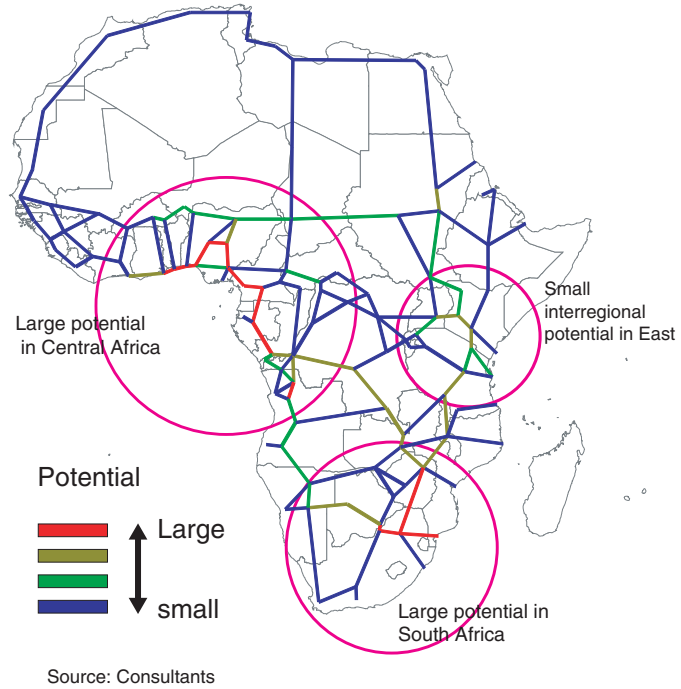 Large potential
in Central Africa
Small
interregional
potential in East
Potential
Large
small
Large potential in
South Africa
Source: Consultants